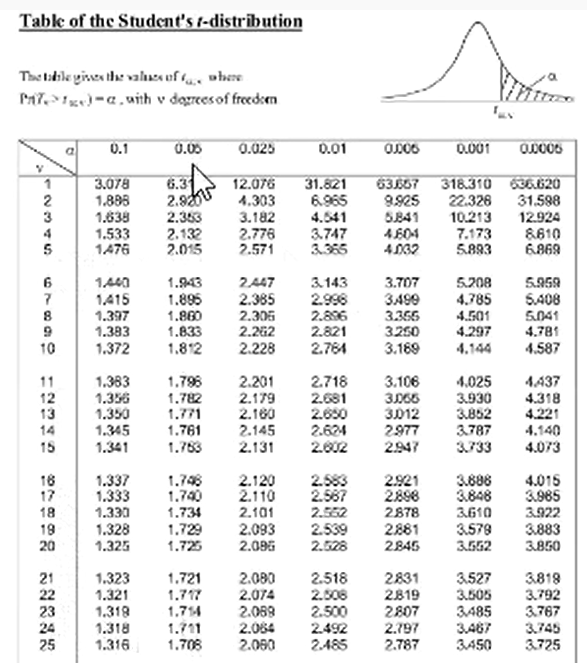 Table of the Student's t-distribution
The table gives the values of tα;ν where
Pr(Tν > tα;ν) = α, with ν degrees of freedom
α
tα;ν
α 0.1 0.05 0.025 0.01 0.005 0.001 0.0005
ν
1 3.078 12.076 31.821 63.657 318.310 636.620
2 1.886 2.920 4.303 6.965 9.925 22.326 31.598
3 1.638 2.353 3.182 4.541 5.841 10.213 12.924
4 1.533 2.132 2.776 3.747 4.604 7.173 8.610
5 1.476 2.015 2.571 3.365 4.032 5.893 6.869
6 1.440 1.943 2.447 3.143 3.707 5.208 5.959
7 1.415 1.895 2.365 2.998 3.499 4.785 5.408
8 1.397 1.860 2.306 2.896 3.355 4.501 5.041
9 1.383 1.833 2.262 2.821 3.250 4.297 4.781
10 1.372 1.812 2.228 2.764 3.169 4.144 4.587
11 1.363 1.796 2.201 2.718 3.106 4.025 4.437
12 1.356 1.782 2.179 2.681 3.055 3.930 4.318
13 1.350 1.771 2.160 2.650 3.012 3.852 4.221
14 1.345 1.761 2.145 2.624 2.977 3.787 4.140
15 1.341 1.753 2.131 2.602 2.947 3.733 4.073
16 1.337 1.746 2.120 2.583 2.921 3.686 4.015
17 1.333 1.740 2.110 2.567 2.898 3.646 3.965
18 1.330 1.734 2.101 2.552 2.878 3.610 3.922
19 1.328 1.729 2.093 2.539 2.861 3.579 3.883
20 1.325 1.725 2.086 2.528 2.845 3.552 3.850
21 1.323 1.721 2.080 2.518 2.831 3.527 3.819
22 1.321 1.717 2.074 2.508 2.819 3.505 3.792
23 1.319 1.714 2.069 2.500 2.807 3.485 3.767
24 1.318 1.711 2.064 2.492 2.797 3.467 3.745
25 1.316 1.708 2.060 2.485 2.787 3.450 3.725